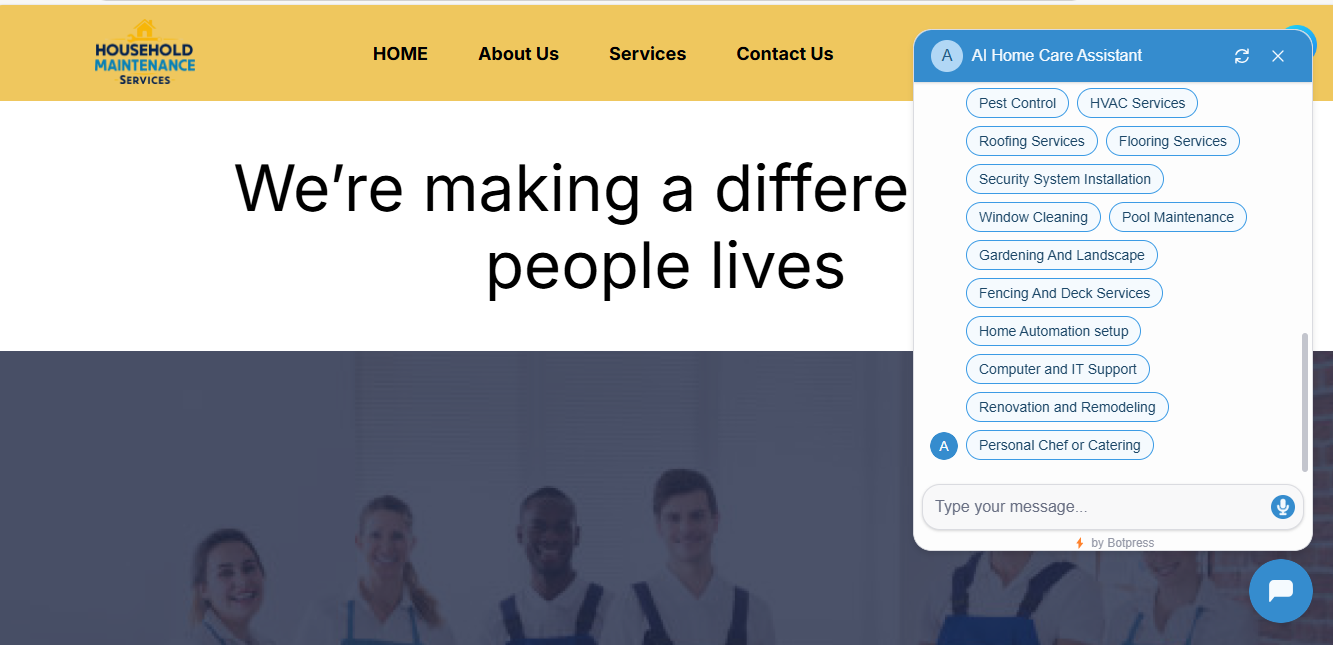 HOUSEHOLD
MAINTENANCE
SERVICES
HOME About Us Services Contact Us
We’re making a differe
people lives
A AI Home Care Assistant
Pest Control HVAC Services
Roofing Services Flooring Services
Security System Installation
Window Cleaning Pool Maintenance
Gardening And Landscape
Fencing And Deck Services
Home Automation setup
Computer and IT Support
Renovation and Remodeling
A Personal Chef or Catering
Type your message...
by Botpress